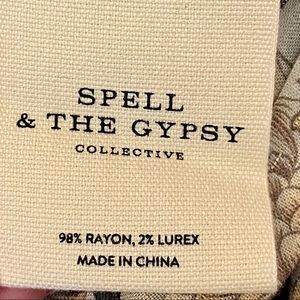 SPELL
& THE GYPSY
COLLECTIVE
98% RAYON, 2% LUREX
MADE IN CHINA